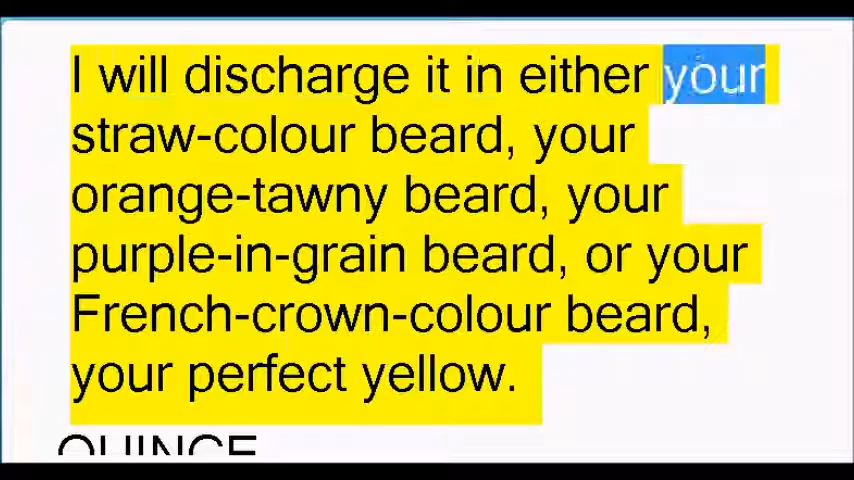 I will discharge it in either your
straw-colour beard, your
orange-tawny beard, your
purple-in-grain beard, or your
French-crown-colour beard,
your perfect yellow.
QUINCE